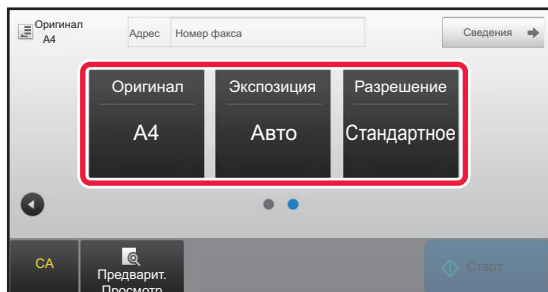 Оригинал
A4
Адрес
Номер факса
Сведения
Оригинал
Экспозиция
Разрешение
A4
Авто
Стандартное
CA
Предварит.
Просмотр
Старт